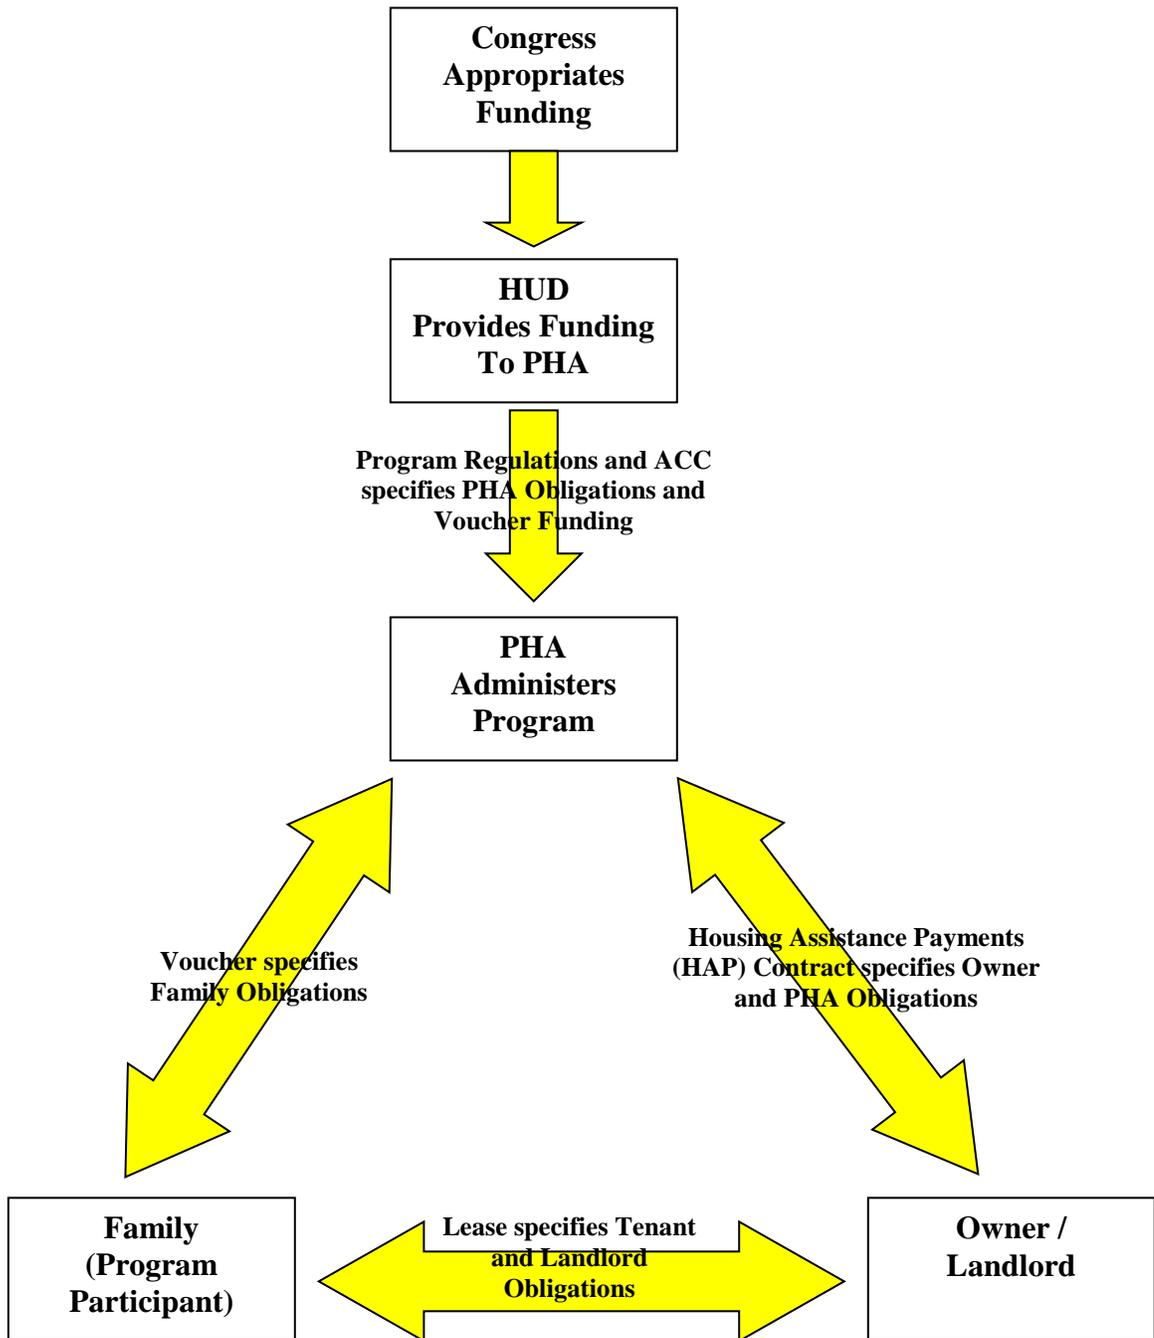 Congress
Appropriates
Funding
HUD
Provides Funding
To PHA
Program Regulations and ACC
specifies PHA Obligations and
Voucher Funding
PHA
Administers
Program
Voucher specifies
Family Obligations
Housing Assistance Payments
(HAP) Contract specifies Owner
and PHA Obligations
Family
(Program
Participant)
Lease specifies Tenant
and Landlord
Obligations
Owner /
Landlord